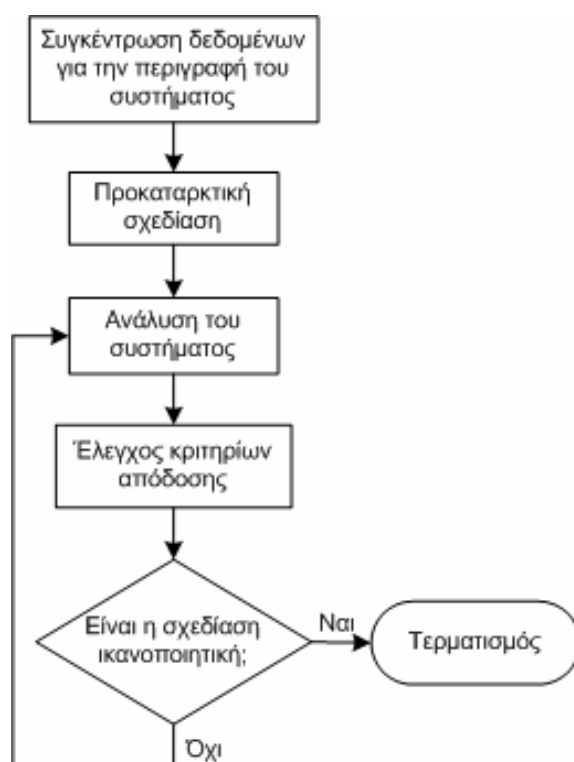 Συγκέντρωση δεδομένων
για την περιγραφή του
συστήματος
Προκαταρκτική
σχεδίαση
Ανάλυση του
συστήματος
Έλεγχος κριτηρίων
απόδοσης
Είναι η σχεδίαση
ικανοποιητική;
Ναι
Τερματισμός
Όχι